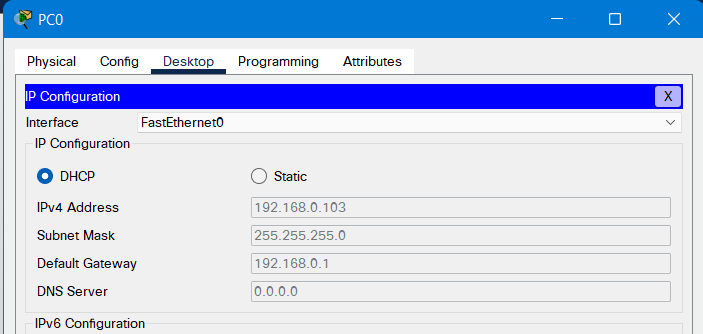 PC0
Physical Config Desktop Programming Attributes
IP Configuration X
Interface FastEthernet0
IP Configuration
DHCP Static
IPv4 Address 192.168.0.103
Subnet Mask 255.255.255.0
Default Gateway 192.168.0.1
DNS Server 0.0.0.0
IPv6 Configuration